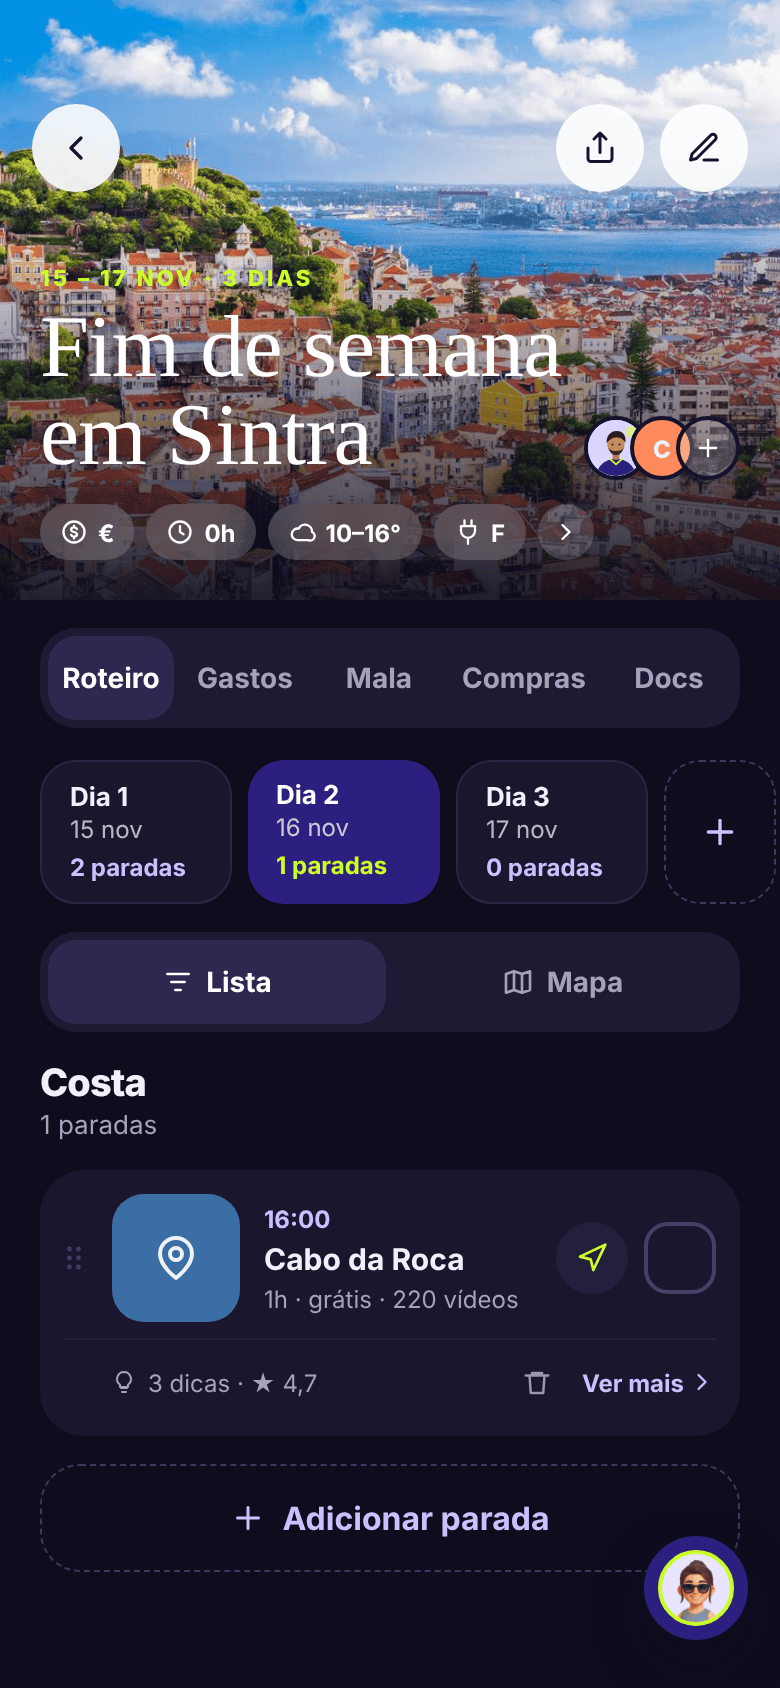 15 – 17 NOV · 3 DIAS
Fim de semana
em Sintra
C
€
0h
10–16°
F
Roteiro
Gastos
Mala
Compras
Docs
Dia 1
15 nov
2 paradas
Dia 2
16 nov
1 paradas
Dia 3
17 nov
0 paradas
Lista
Mapa
Costa
1 paradas
16:00
Cabo da Roca
1h · grátis · 220 vídeos
3 dicas · ★ 4,7
Ver mais
Adicionar parada